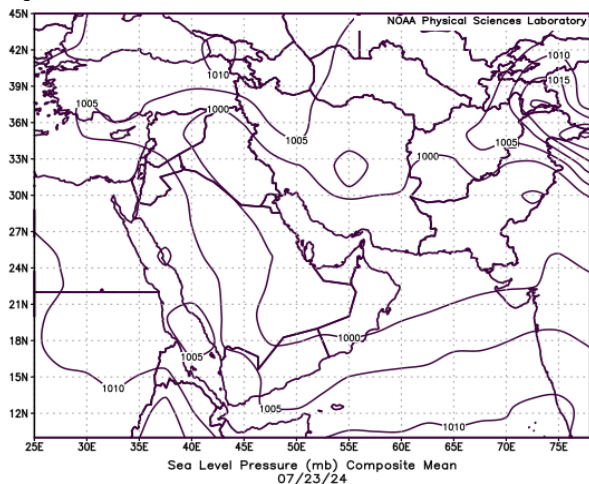 NOAA Physical Sciences Laboratory
45N
42N
39N
36N
33N
30N
27N
24N
21N
18N
15N
12N
1010
1010
1015
1005
1000
1005
1005
1000
1000
1005
1010
1005
1010
25E 30E 35E 40E 45E 50E 55E 60E 65E 70E 75E
Sea Level Pressure (mb) Composite Mean
07/23/24